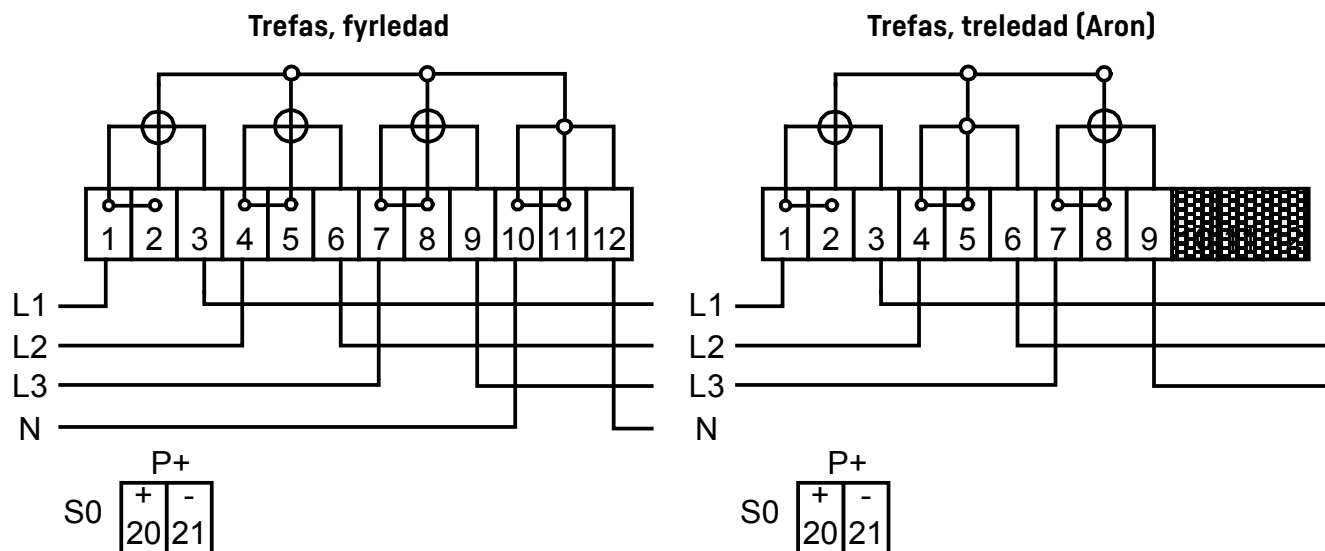 Trefas, fyrledad
1 2 3 4 5 6 7 8 9 10 11 12
L1
L2
L3
N
P+
S0
+ -
20 21
Trefas, treledad (Aron)
1 2 3 4 5 6 7 8 9
L1
L2
L3
N
P+
S0
+ -
20 21